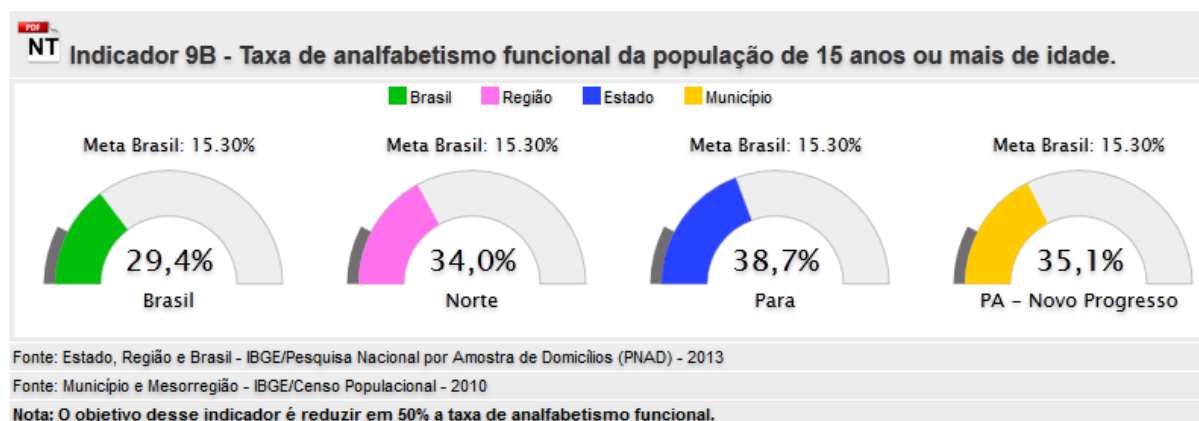 PDF
NT
Indicador 9B - Taxa de analfabetismo funcional da população de 15 anos ou mais de idade.
Brasil Região Estado Município
Meta Brasil: 15.30% Meta Brasil: 15.30% Meta Brasil: 15.30% Meta Brasil: 15.30%
29,4% 34,0% 38,7% 35,1%
Brasil Norte Para PA - Novo Progresso
Fonte: Estado, Região e Brasil - IBGE/Pesquisa Nacional por Amostra de Domicílios (PNAD) - 2013
Fonte: Município e Mesorregião - IBGE/Censo Populacional - 2010
Nota: O objetivo desse indicador é reduzir em 50% a taxa de analfabetismo funcional.